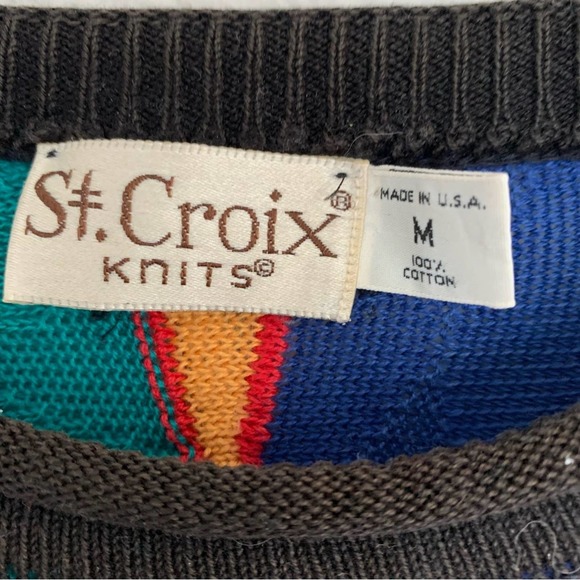 St. Croix®
KNITS©
MADE IN U.S.A.
M
100%
COTTON